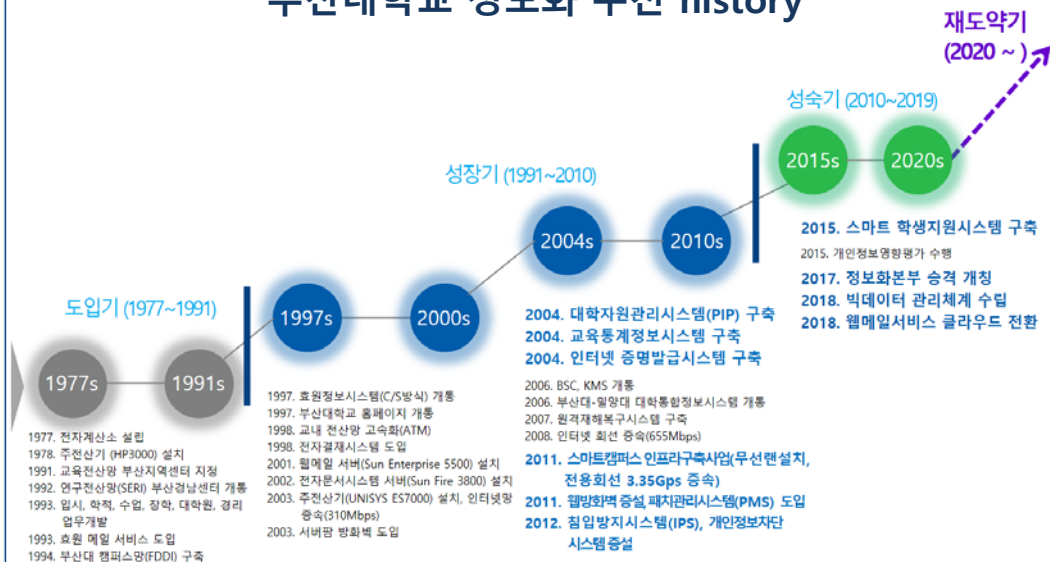 부산대학교 정보화 추진 history
재도약기
(2020 ~ )
성숙기 (2010~2019)
2015s
2020s
성장기 (1991~2010)
2004s
2010s
2015. 스마트 학생지원시스템 구축
2015. 개인정보영향평가 수행
2017. 정보화본부 승격 개칭
2018. 빅데이터 관리체계 수립
2018. 웹메일서비스 클라우드 전환
도입기 (1977~1991)
1997s
2000s
2004. 대학자원관리시스템(PIP) 구축
2004. 교육통계정보시스템 구축
2004. 인터넷 증명발급시스템 구축
2006. BSC, KMS 개통
2006. 부산대-밀양대 대학통합정보시스템 개통
2007. 원격재해복구시스템 구축
2008. 인터넷 회선 증속(655Mbps)
2011. 스마트캠퍼스 인프라구축사업(무선랜설치,
전용회선 3.35Gps 증속)
2011. 웹방화벽 증설, 패치관리시스템(PMS) 도입
2012. 침입방지시스템(IPS), 개인정보차단
시스템 증설
1977s
1991s
1997. 효원정보시스템(C/S방식) 개통
1997. 부산대학교 홈페이지 개통
1998. 교내 전산망 고속화(ATM)
1998. 전자결재시스템 도입
2001. 웹메일 서버(Sun Enterprise 5500) 설치
2002. 전자문서시스템 서버(Sun Fire 3800) 설치
2003. 주전산기(UNISYS ES7000) 설치, 인터넷망
증속(310Mbps)
2003. 서버팜 방화벽 도입
1977. 전자계산소 설립
1978. 주전산기 (HP3000) 설치
1991. 교육전산망 부산지역센터 지정
1992. 연구전산망(SERI) 부산경남센터 개통
1993. 입시, 학적, 수업, 장학, 대학원, 경리
업무개발
1993. 효원 메일 서비스 도입
1994. 부산대 캠퍼스망(FDDI) 구축